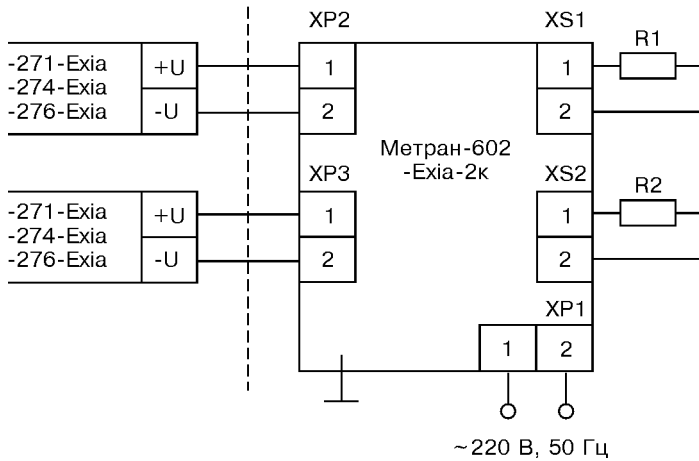 XP2
XS1
R1
-271-Exia
-274-Exia
-276-Exia
+U
-U
1
2
1
2
Метран-602
-Exia-2к
XP3
XS2
R2
-271-Exia
-274-Exia
-276-Exia
+U
-U
1
2
1
2
XP1
1
2
~220 В, 50 Гц